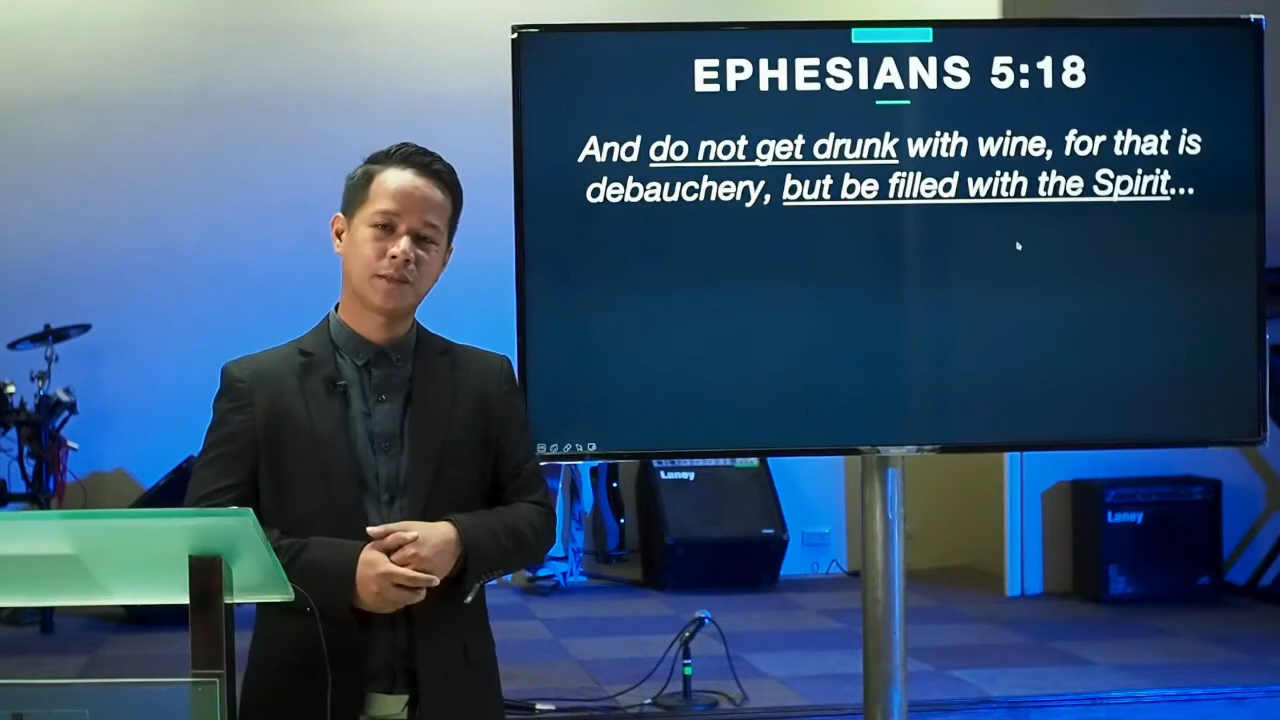 EPHESIANS 5:18
And do not get drunk with wine, for that is
debauchery, but be filled with the Spirit...
Laney
Laney